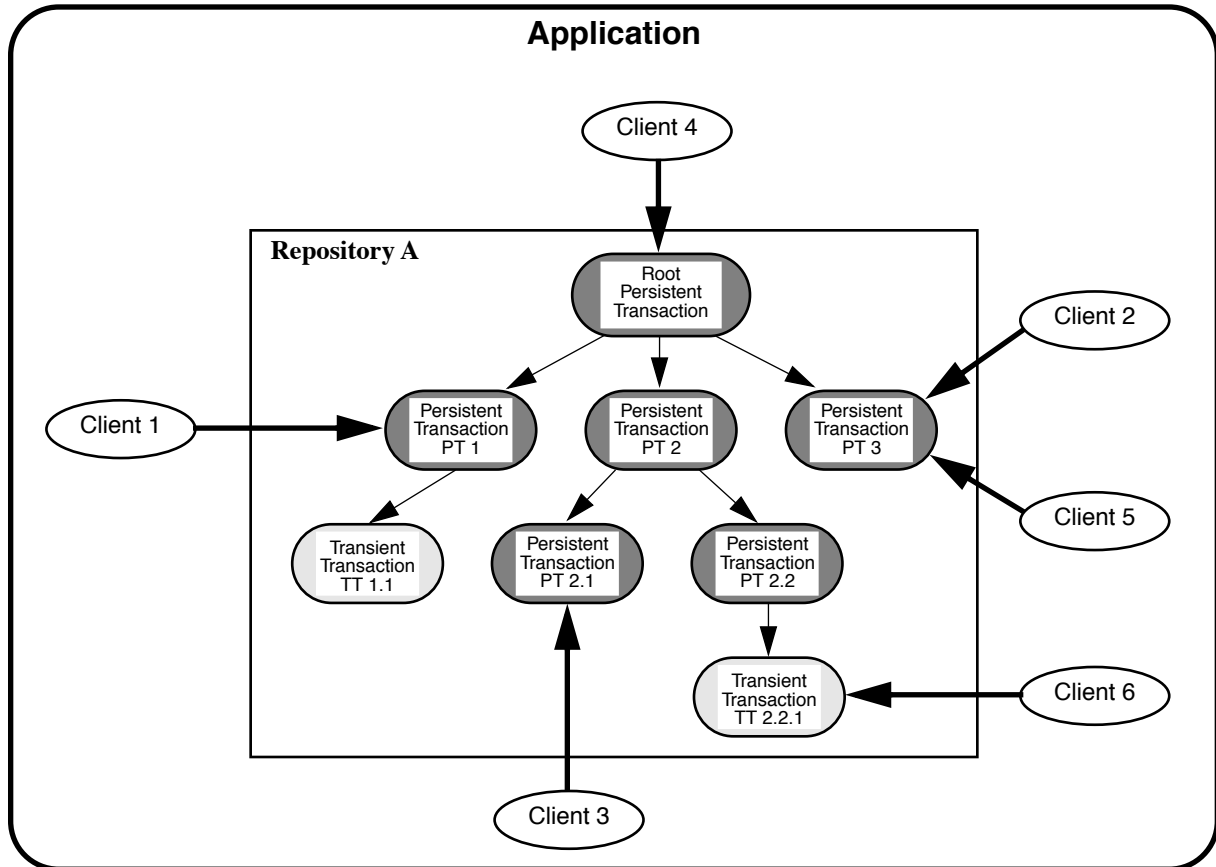 Application
Client 4
Repository A
Root
Persistent
Transaction
Client 2
Client 1
Persistent
Transaction
PT 1
Persistent
Transaction
PT 2
Persistent
Transaction
PT 3
Client 5
Transient
Transaction
TT 1.1
Persistent
Transaction
PT 2.1
Persistent
Transaction
PT 2.2
Transient
Transaction
TT 2.2.1
Client 6
Client 3